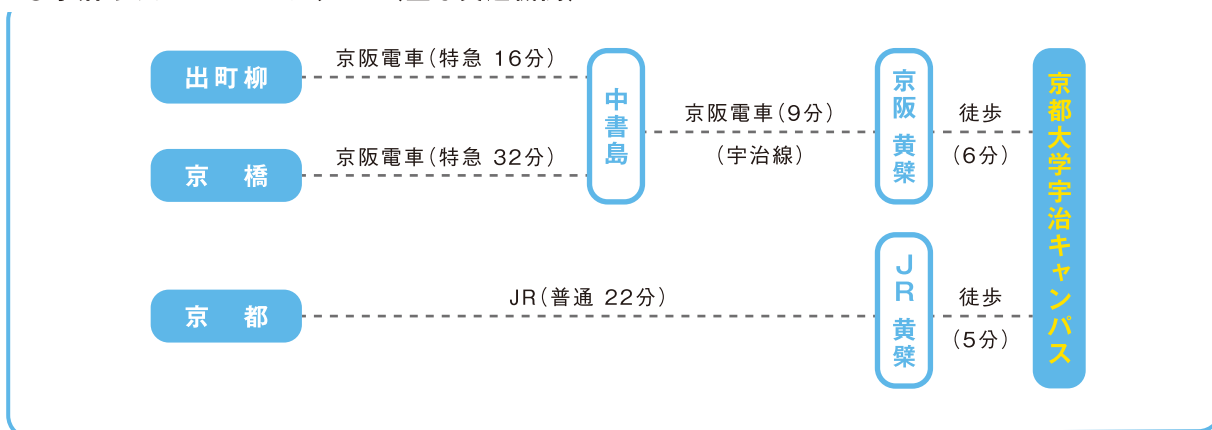 出町柳
京阪電車(特急 16分)
京橋
京阪電車(特急 32分)
中書島
京阪電車(9分)
(宇治線)
京阪 黄檗
徒歩
(6分)
京都
JR(普通 22分)
JR 黄檗
徒歩
(5分)
京都大学宇治キャンパス